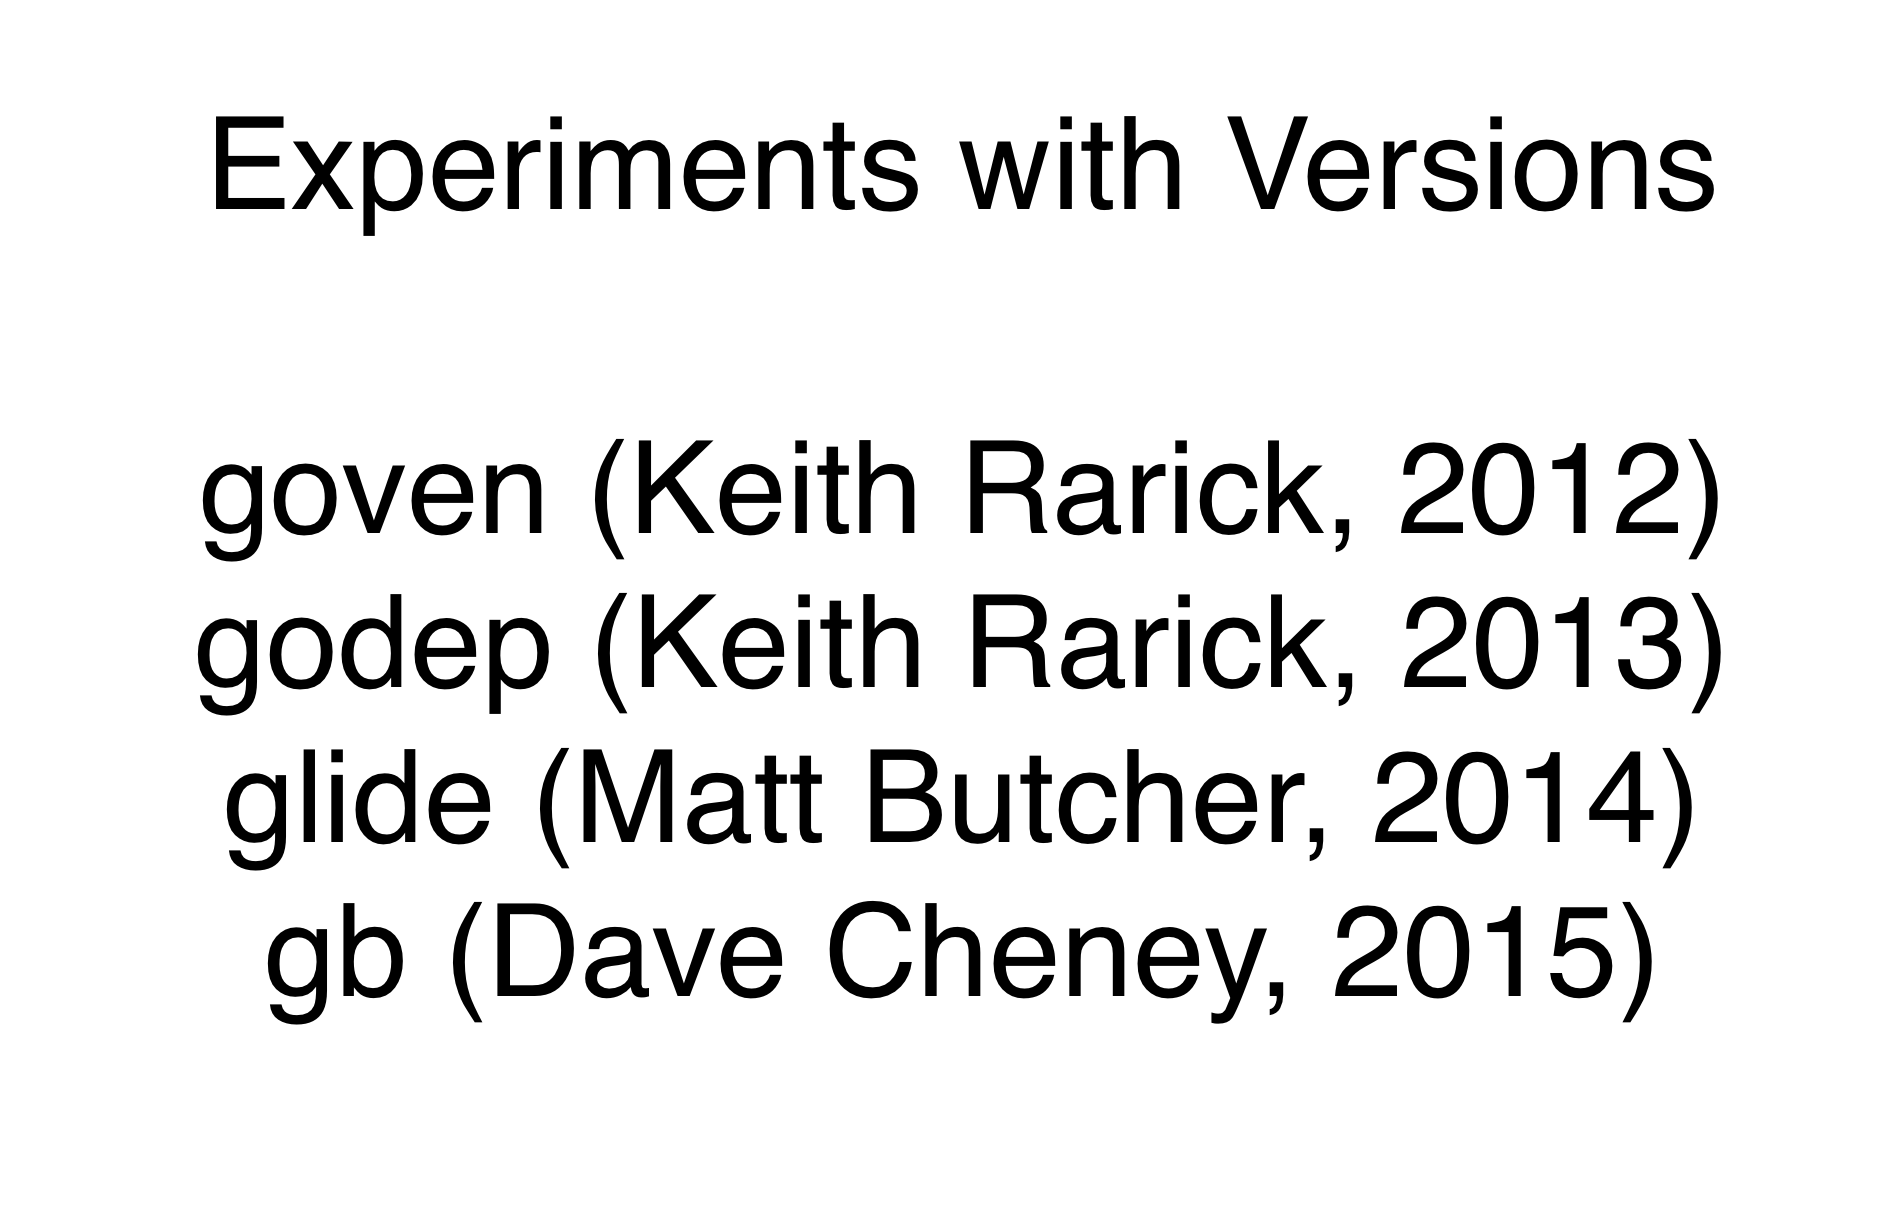 Experiments with Versions
goven (Keith Rarick, 2012)
godep (Keith Rarick, 2013)
glide (Matt Butcher, 2014)
gb (Dave Cheney, 2015)